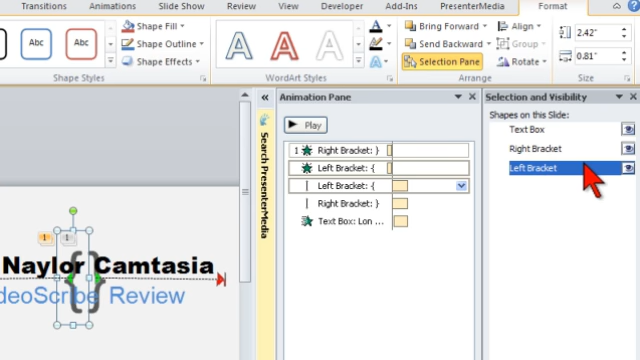 Transitions Animations Slide Show Review View Developer Add-Ins PresenterMedia Format
Abc Abc Shape Fill Shape Outline Shape Effects
A A A A
Bring Forward Send Backward Selection Pane
Align Group Rotate
2.42"
0.81"
Shape Styles WordArt Styles Arrange Size
Search PresenterMedia
Animation Pane
Play
1 Right Bracket: }
Left Bracket: {
Left Bracket: {
Right Bracket: }
Text Box: Lon ...
Selection and Visibility
Shapes on this Slide:
Text Box
Right Bracket
Left Bracket
1 1
Naylor Camtasia
deoScribe Review
{ }